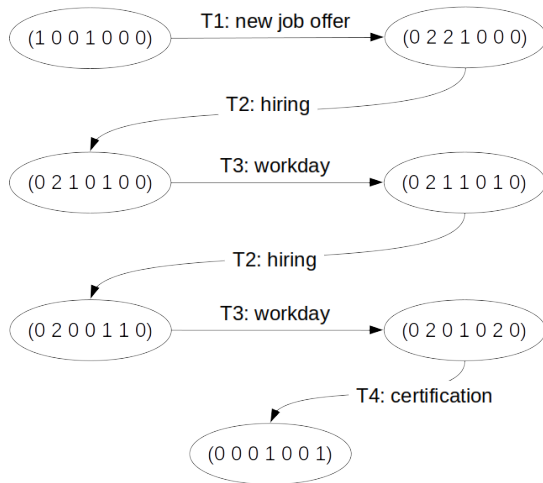 (1 0 0 1 0 0 0)
T1: new job offer
(0 2 2 1 0 0 0)
T2: hiring
(0 2 1 0 1 0 0)
T3: workday
(0 2 1 1 0 1 0)
T2: hiring
(0 2 0 0 1 1 0)
T3: workday
(0 2 0 1 0 2 0)
T4: certification
(0 0 0 1 0 0 1)